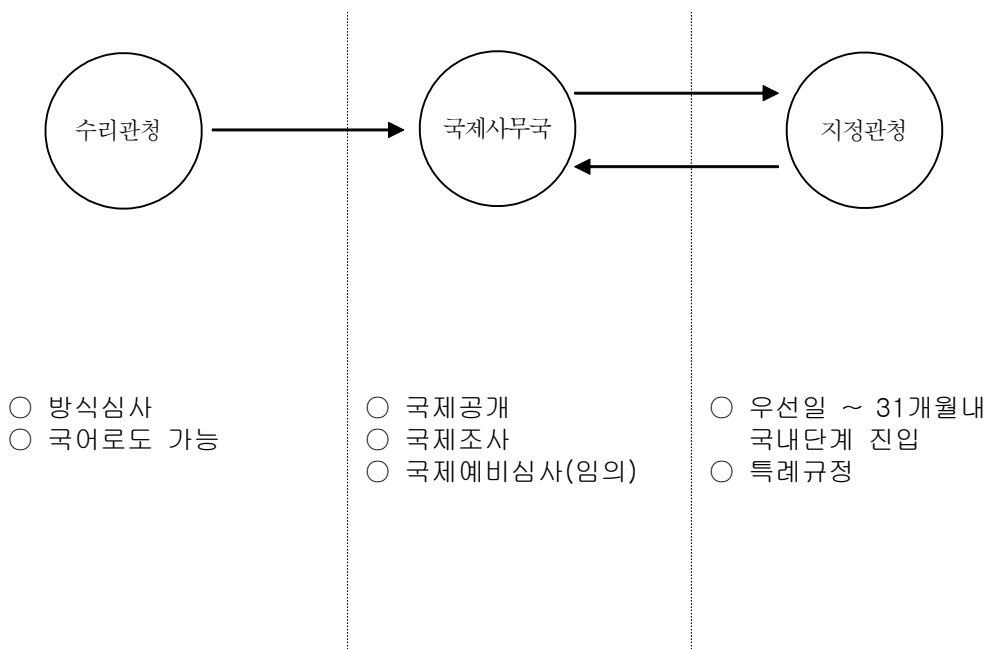 수리관청
국제사무국
지정관청
○ 방식심사
○ 국어로도 가능
○ 국제공개
○ 국제조사
○ 국제예비심사(임의)
○ 우선일 ~ 31개월내
국내단계 진입
○ 특례규정